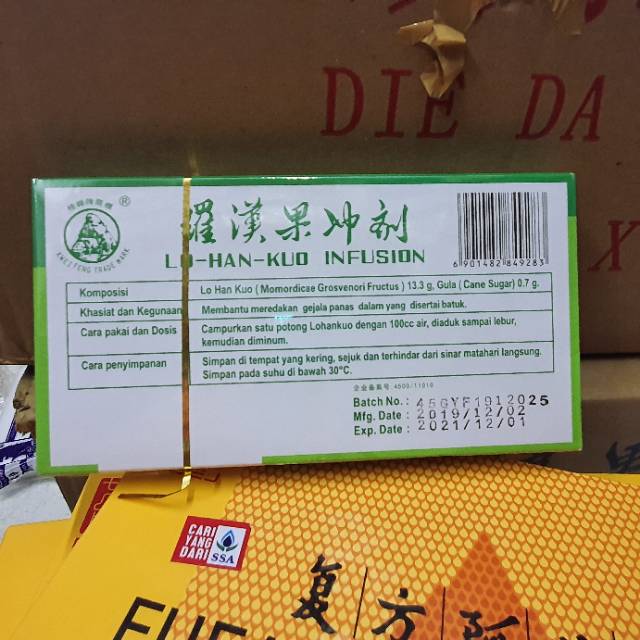 DIE DA
X
®
KWEI FENG TRADE MARK
羅漢果冲剂
LO-HAN-KUO INFUSION
6 901482 849283
Komposisi Lo Han Kuo ( Momordicae Grosvenori Fructus ) 13.3 g, Gula ( Cane Sugar) 0.7 g.
Khasiat dan Kegunaan Membantu meredakan gejala panas dalam yang disertai batuk.
Cara pakai dan Dosis Campurkan satu potong Lohankuo dengan 100cc air, diaduk sampai lebur,
kemudian diminum.
Cara penyimpanan Simpan di tempat yang kering, sejuk dan terhindar dari sinar matahari langsung.
Simpan pada suhu di bawah 30°C.
Batch No. : 45GYF1912025
Mfg. Date : 2019/12/02
Exp. Date : 2021/12/01
CARI
YANG
DARI
SSA
复方